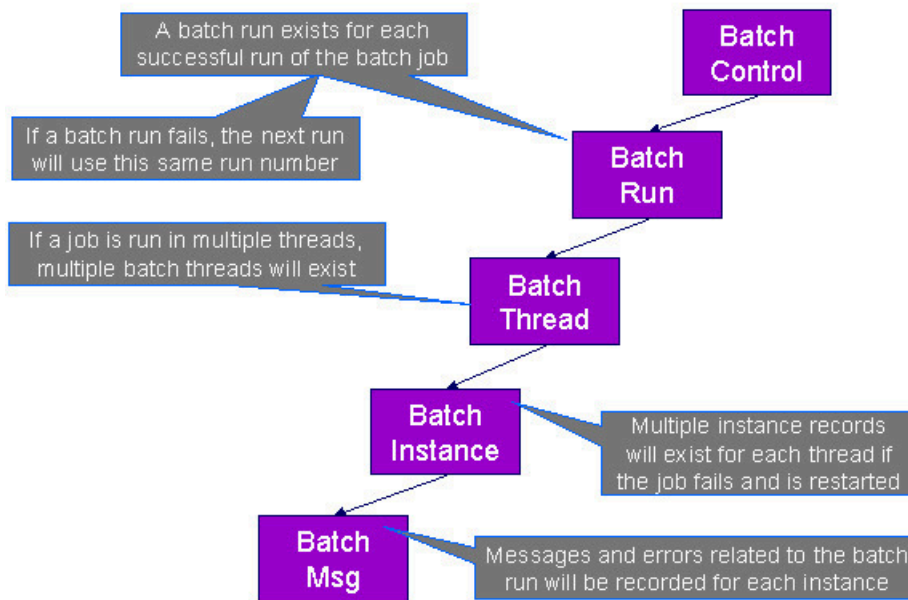 A batch run exists for each
successful run of the batch job
Batch
Control
If a batch run fails, the next run
will use this same run number
Batch
Run
If a job is run in multiple threads,
multiple batch threads will exist
Batch
Thread
Batch
Instance
Multiple instance records
will exist for each thread if
the job fails and is restarted
Batch
Msg
Messages and errors related to the batch
run will be recorded for each instance